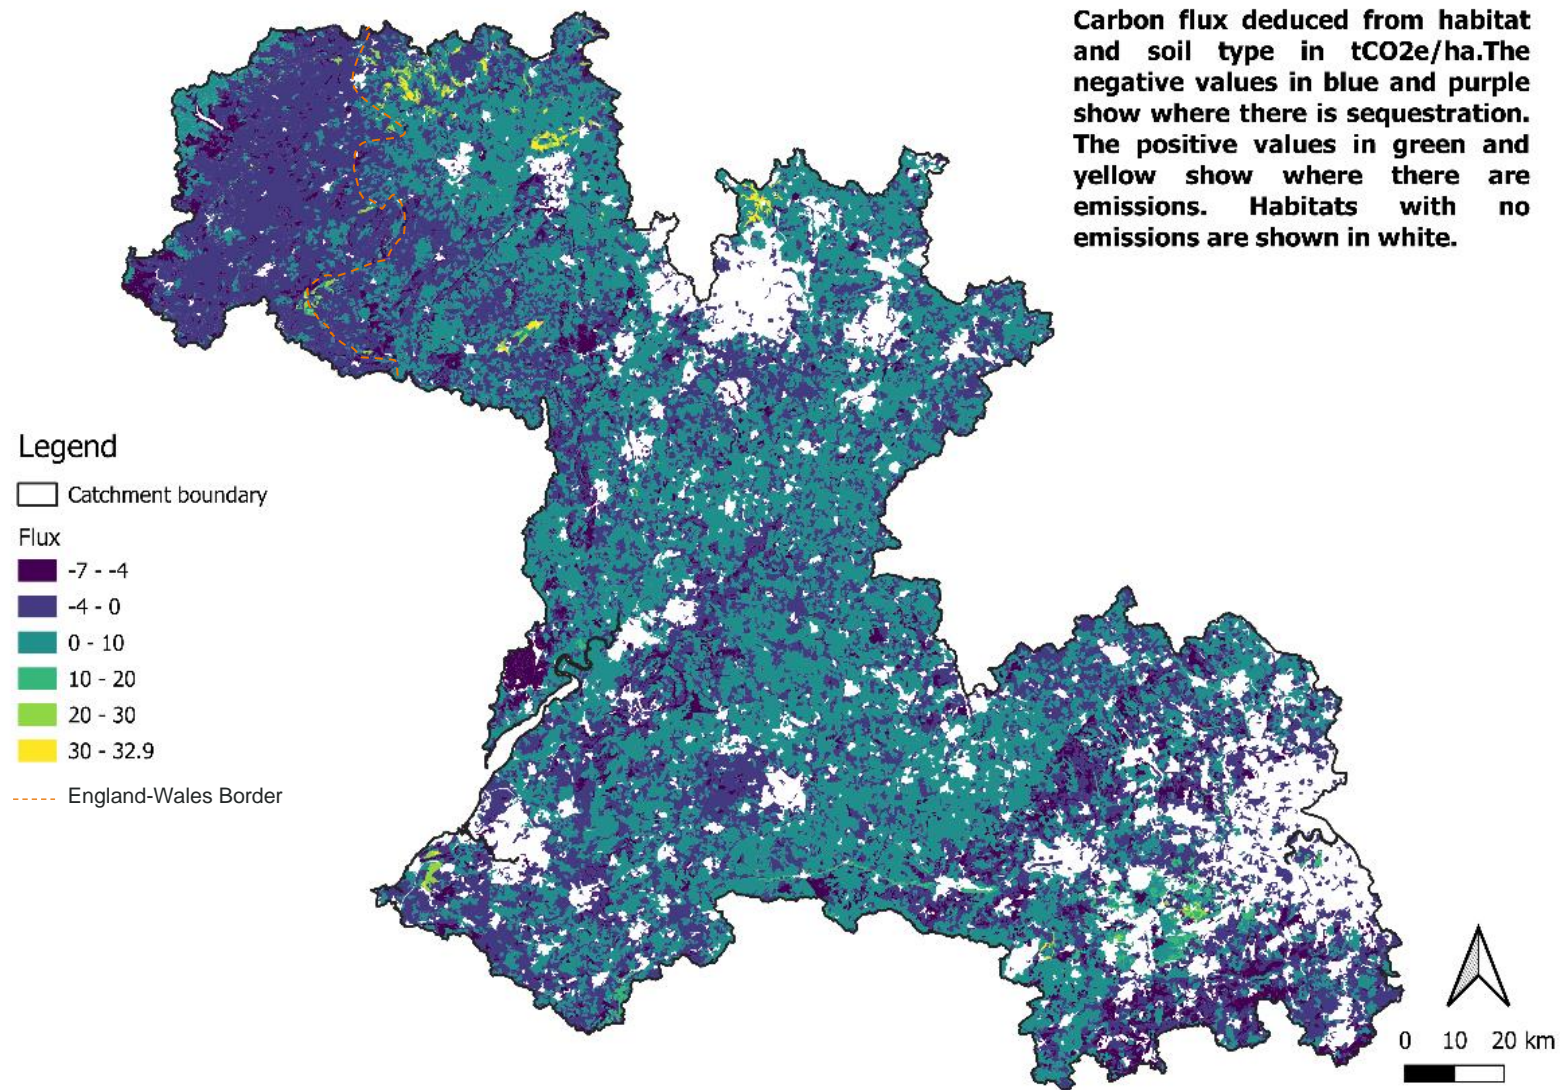 Carbon flux deduced from habitat
and soil type in tCO2e/ha.The
negative values in blue and purple
show where there is sequestration.
The positive values in green and
yellow show where there are
emissions. Habitats with no
emissions are shown in white.
Legend
Catchment boundary
Flux
-7 - -4
-4 - 0
0 - 10
10 - 20
20 - 30
30 - 32.9
England-Wales Border
0 10 20 km